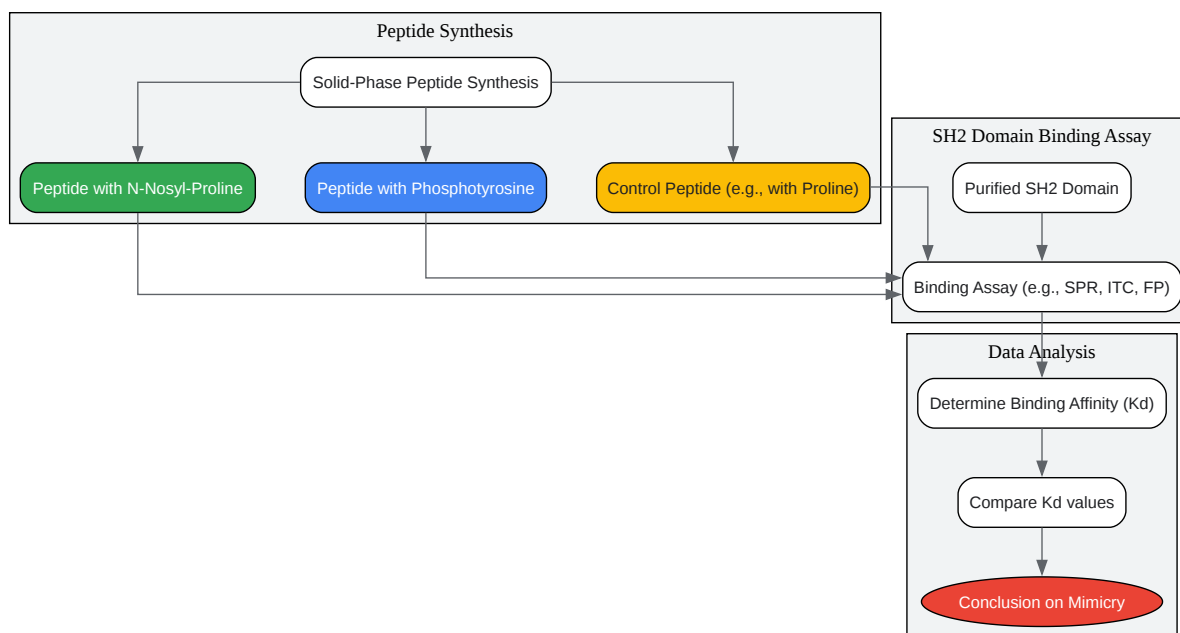 Peptide Synthesis
Solid-Phase Peptide Synthesis
Peptide with N-Nosyl-Proline
Peptide with Phosphotyrosine
Control Peptide (e.g., with Proline)
SH2 Domain Binding Assay
Purified SH2 Domain
Binding Assay (e.g., SPR, ITC, FP)
Data Analysis
Determine Binding Affinity (Kd)
Compare Kd values
Conclusion on Mimicry